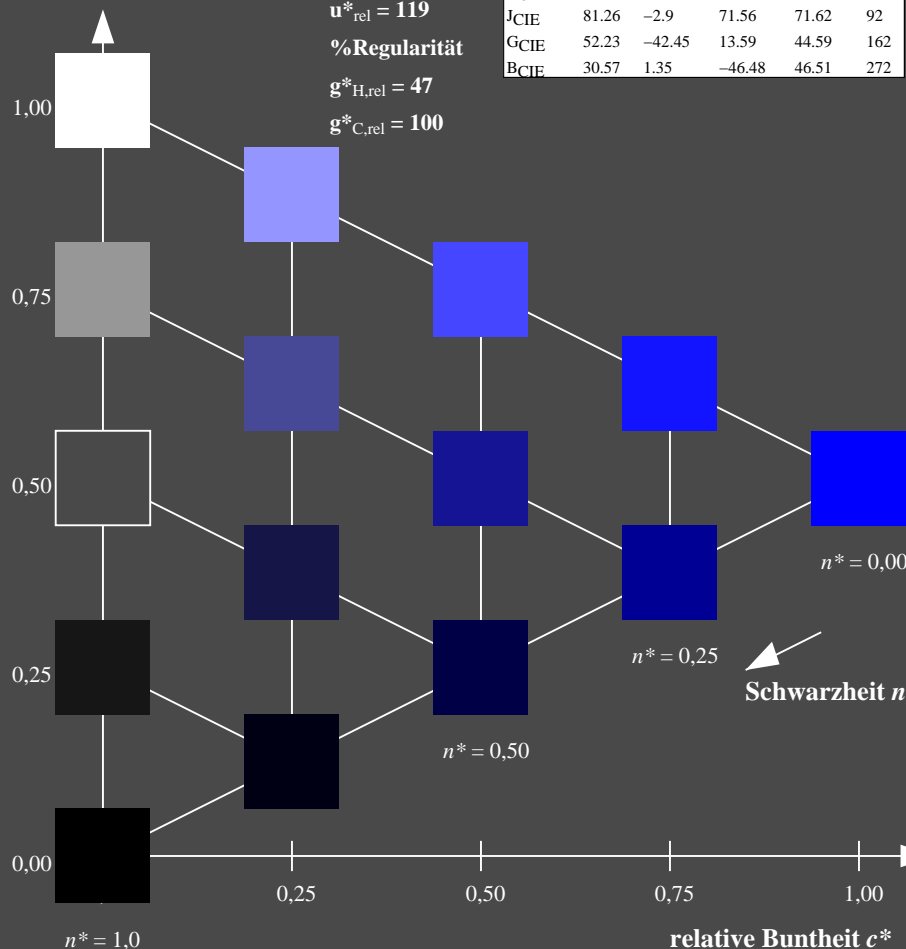 u*rel = 119
%Regularität
g*H,rel = 47
g*C,rel = 100
JCIE 81.26 −2.9 71.56 71.62 92
GCIE 52.23 −42.45 13.59 44.59 162
BCIE 30.57 1.35 −46.48 46.51 272
1,00
0,75
0,50
0,25
0,00
n* = 0,00
n* = 0,25
Schwarzheit n
n* = 0,50
0,25 0,50 0,75 1,00
n* = 1,0
relative Buntheit c*